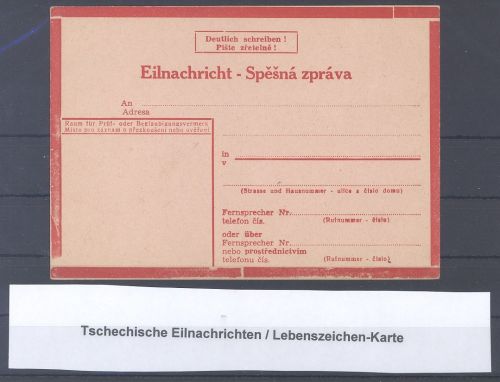 Deutlich schreiben!
Pište zřetelně!
Eilnachricht - Spěšná zpráva
An
Adresa
Raum für Prüf- oder Beglaubigungsvermerk
Místo pro záznam o přezkoušení nebo ověření
in
v
(Strasse und Hausnummer - ulice a číslo domu)
Fernsprecher Nr. (Rufnummer - číslo)
telefon čís.
oder über
Fernsprecher Nr. (Rufnummer - číslo)
nebo prostřednictvím
telefonu čís.
Tschechische Eilnachrichten / Lebenszeichen-Karte